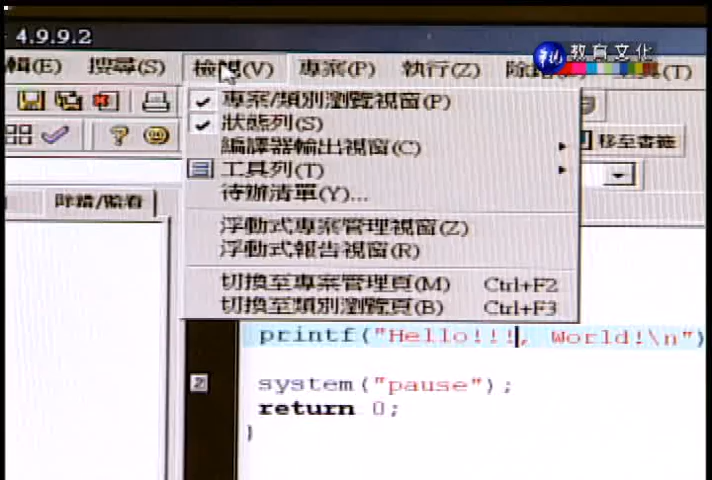 4.9.9.2
教育文化
輯(E) 搜尋(S) 檢視(V) 專案(P) 執行(Z) 除錯 工具(T)
專案/類別瀏覽視窗(P)
狀態列(S)
編譯器輸出視窗(C)
移至書籤
工具列(T)
待辦清單(Y)...
除錯/監看
浮動式專案管理視窗(Z)
浮動式報告視窗(R)
切換至專案管理頁(M) Ctrl+F2
切換至類別瀏覽頁(B) Ctrl+F3
printf("Hello!!!, World!\n")
system("pause");
return 0;
}